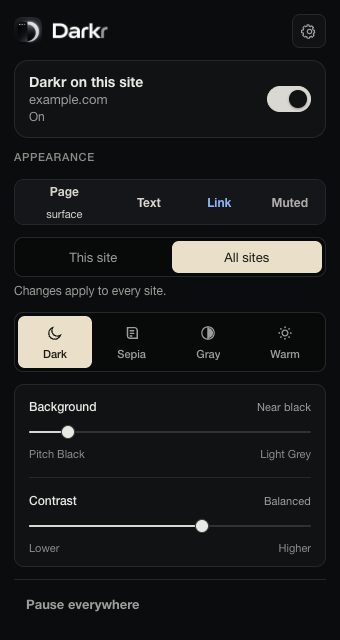 Darkr
Darkr on this site
example.com
On
APPEARANCE
Page
surface
Text
Link
Muted
This site
All sites
Changes apply to every site.
Dark
Sepia
Gray
Warm
Background
Near black
Pitch Black
Light Grey
Contrast
Balanced
Lower
Higher
Pause everywhere